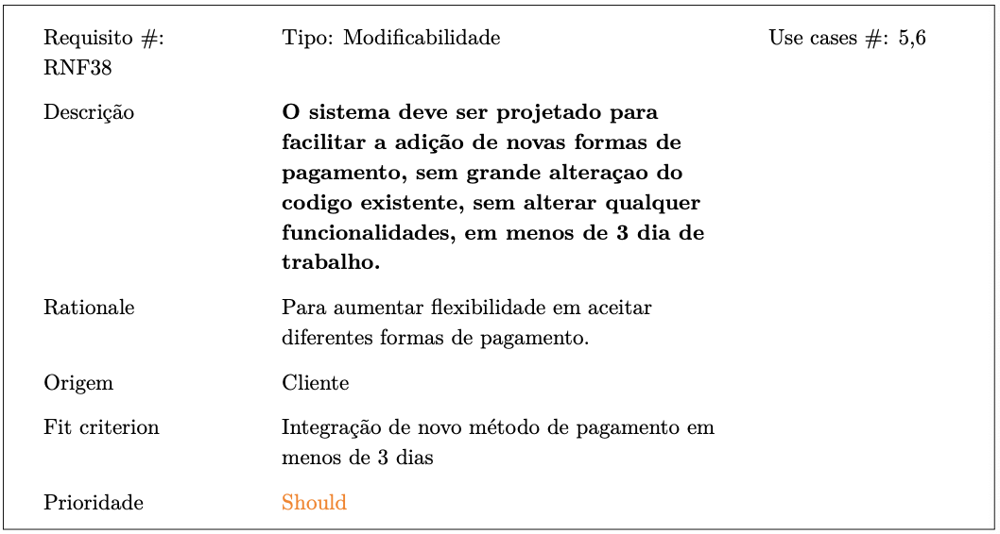 Requisito #: Tipo: Modificabilidade Use cases #: 5,6
RNF38
Descrição O sistema deve ser projetado para
facilitar a adição de novas formas de
pagamento, sem grande alteraçao do
codigo existente, sem alterar qualquer
funcionalidades, em menos de 3 dia de
trabalho.
Rationale Para aumentar flexibilidade em aceitar
diferentes formas de pagamento.
Origem Cliente
Fit criterion Integração de novo método de pagamento em
menos de 3 dias
Prioridade Should